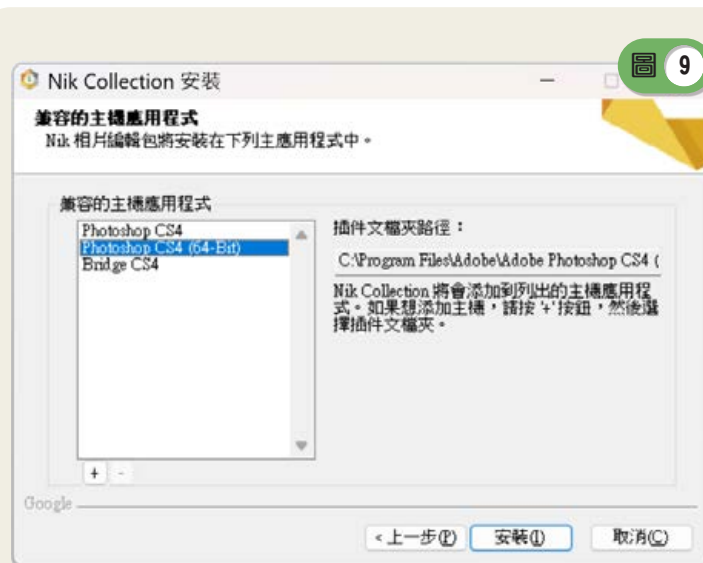 圖 9
Nik Collection 安裝
兼容的主機應用程式
Nik 相片編輯包將安裝在下列主應用程式中。
兼容的主機應用程式
Photoshop CS4
Photoshop CS4 (64-Bit)
Bridge CS4
插件文檔夾路徑：
C:\Program Files\Adobe\Adobe Photoshop CS4 (
Nik Collection 將會添加到列出的主機應用程
式。如果想添加主機，請按 '+' 按鈕，然後選
擇插件文檔夾。
+ -
Google
< 上一步(P) 安裝(I) 取消(C)